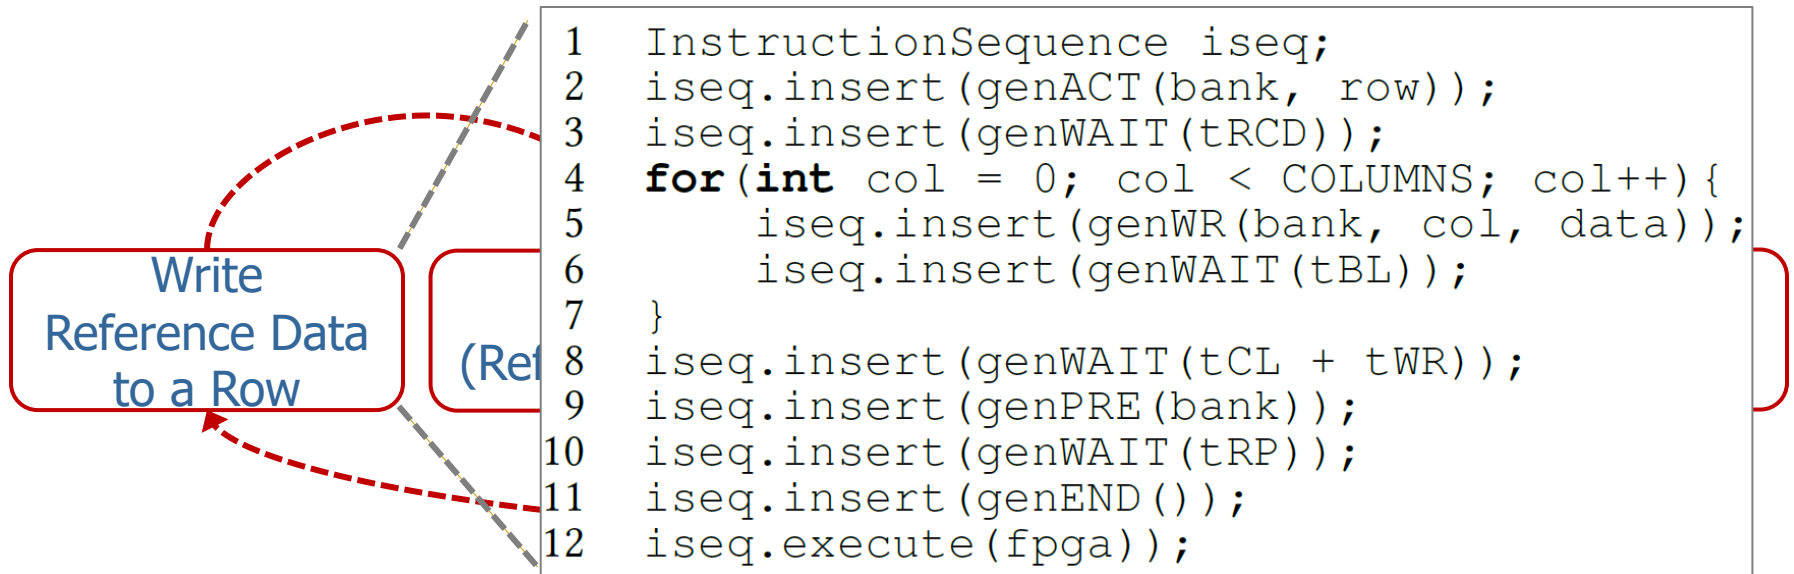 Write
Reference Data
to a Row
(Ref
1 InstructionSequence iseq;
2 iseq.insert(genACT(bank, row));
3 iseq.insert(genWAIT(tRCD));
4 for(int col = 0; col < COLUMNS; col++){
5 iseq.insert(genWR(bank, col, data));
6 iseq.insert(genWAIT(tBL));
7 }
8 iseq.insert(genWAIT(tCL + tWR));
9 iseq.insert(genPRE(bank));
10 iseq.insert(genWAIT(tRP));
11 iseq.insert(genEND());
12 iseq.execute(fpga));